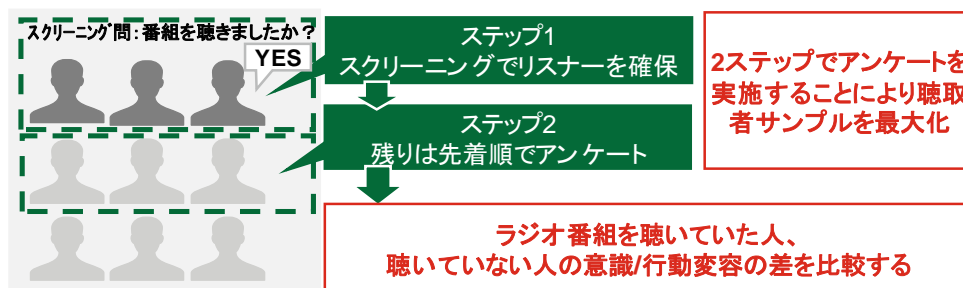 スクリーニング問:番組を聴きましたか?
YES
ステップ1
スクリーニングでリスナーを確保
ステップ2
残りは先着順でアンケート
2ステップでアンケートを
実施することにより聴取
者サンプルを最大化
ラジオ番組を聴いていた人、
聴いていない人の意識/行動変容の差を比較する